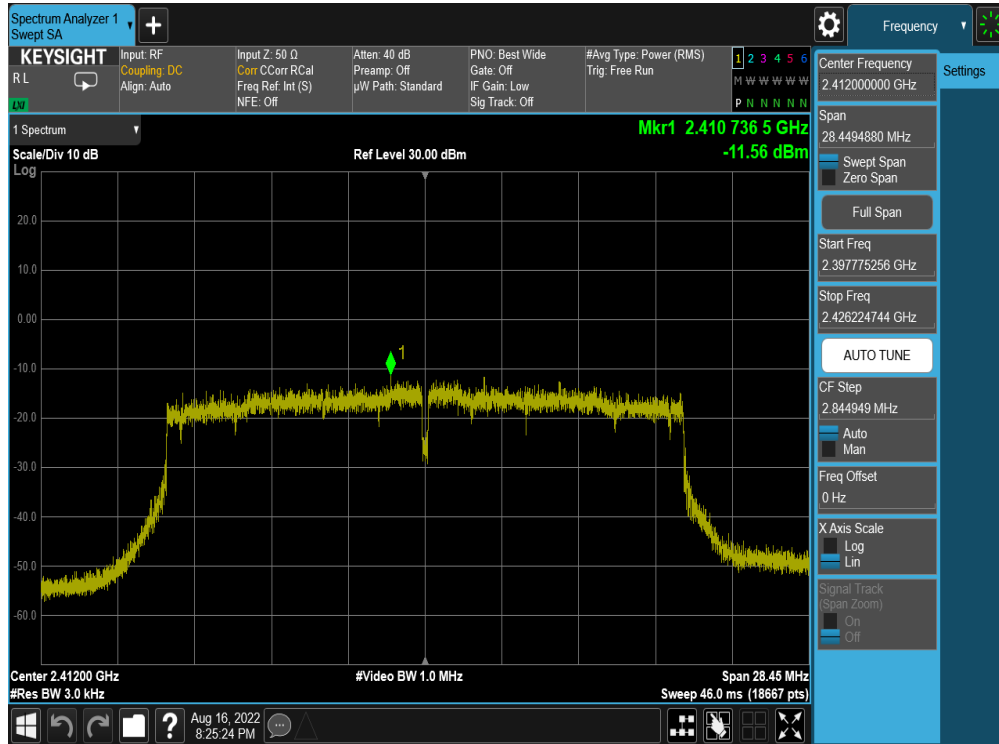 Spectrum Analyzer 1
Swept SA
+
Frequency
KEYSIGHT
R L
LXI
Input: RF
Coupling: DC
Align: Auto
Input Z: 50 Ω
Corr CCorr RCal
Freq Ref: Int (S)
NFE: Off
Atten: 40 dB
Preamp: Off
µW Path: Standard
PNO: Best Wide
Gate: Off
IF Gain: Low
Sig Track: Off
#Avg Type: Power (RMS)
Trig: Free Run
1 2 3 4 5 6
M W W W W W
P N N N N N
1 Spectrum
Scale/Div 10 dB
Log
Ref Level 30.00 dBm
Mkr1 2.410 736 5 GHz
-11.56 dBm
20.0
10.0
0.00
-10.0
-20.0
-30.0
-40.0
-50.0
-60.0
1
Center 2.41200 GHz
#Res BW 3.0 kHz
#Video BW 1.0 MHz
Span 28.45 MHz
Sweep 46.0 ms (18667 pts)
Center Frequency
2.412000000 GHz
Span
28.4494880 MHz
Swept Span
Zero Span
Full Span
Start Freq
2.397775256 GHz
Stop Freq
2.426224744 GHz
AUTO TUNE
CF Step
2.844949 MHz
Auto
Man
Freq Offset
0 Hz
X Axis Scale
Log
Lin
Signal Track
(Span Zoom)
On
Off
Settings
?
Aug 16, 2022
8:25:24 PM